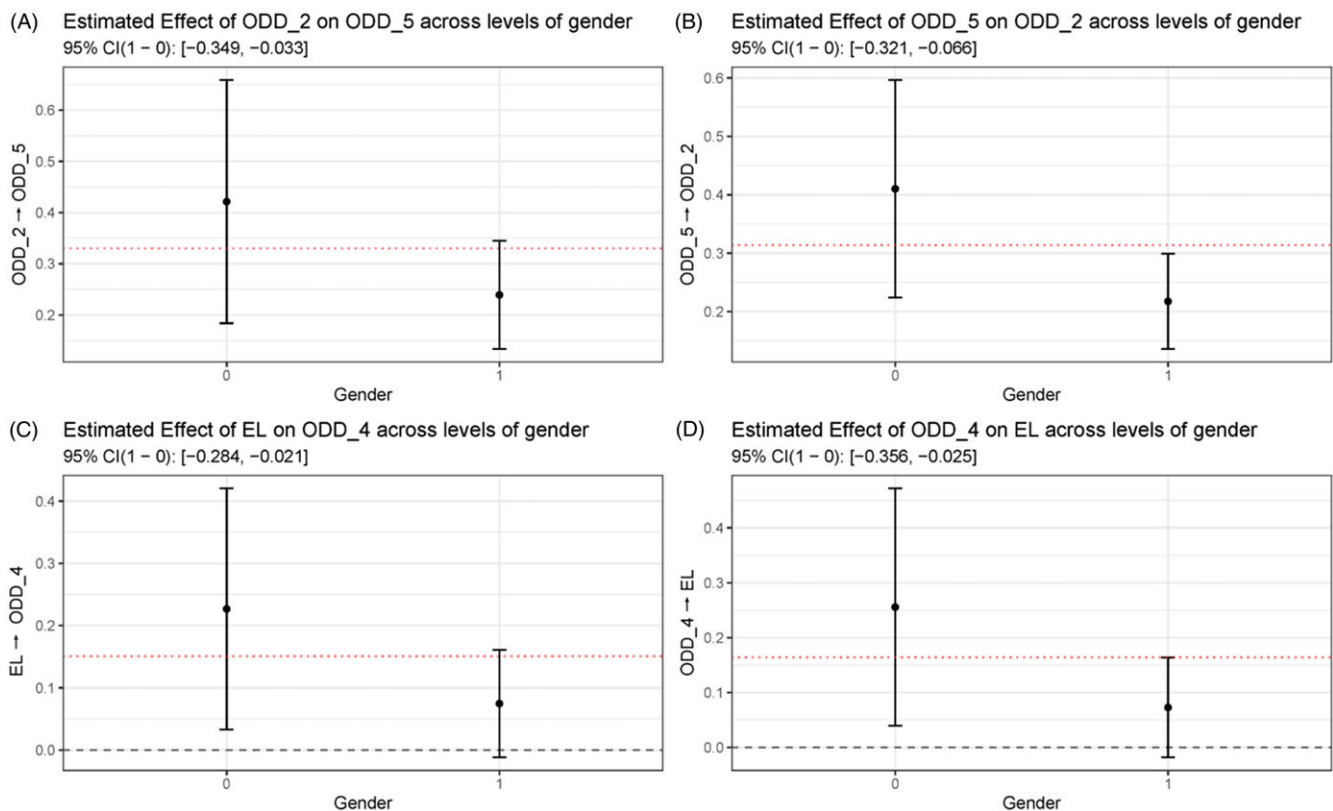 (A) Estimated Effect of ODD_2 on ODD_5 across levels of gender
95% CI(1 − 0): [−0.349, −0.033]
ODD_2 → ODD_5
0.6
0.5
0.4
0.3
0.2
0 1
Gender
(B) Estimated Effect of ODD_5 on ODD_2 across levels of gender
95% CI(1 − 0): [−0.321, −0.066]
ODD_5 → ODD_2
0.6
0.5
0.4
0.3
0.2
0 1
Gender
(C) Estimated Effect of EL on ODD_4 across levels of gender
95% CI(1 − 0): [−0.284, −0.021]
EL → ODD_4
0.4
0.3
0.2
0.1
0.0
0 1
Gender
(D) Estimated Effect of ODD_4 on EL across levels of gender
95% CI(1 − 0): [−0.356, −0.025]
ODD_4 → EL
0.4
0.3
0.2
0.1
0.0
0 1
Gender